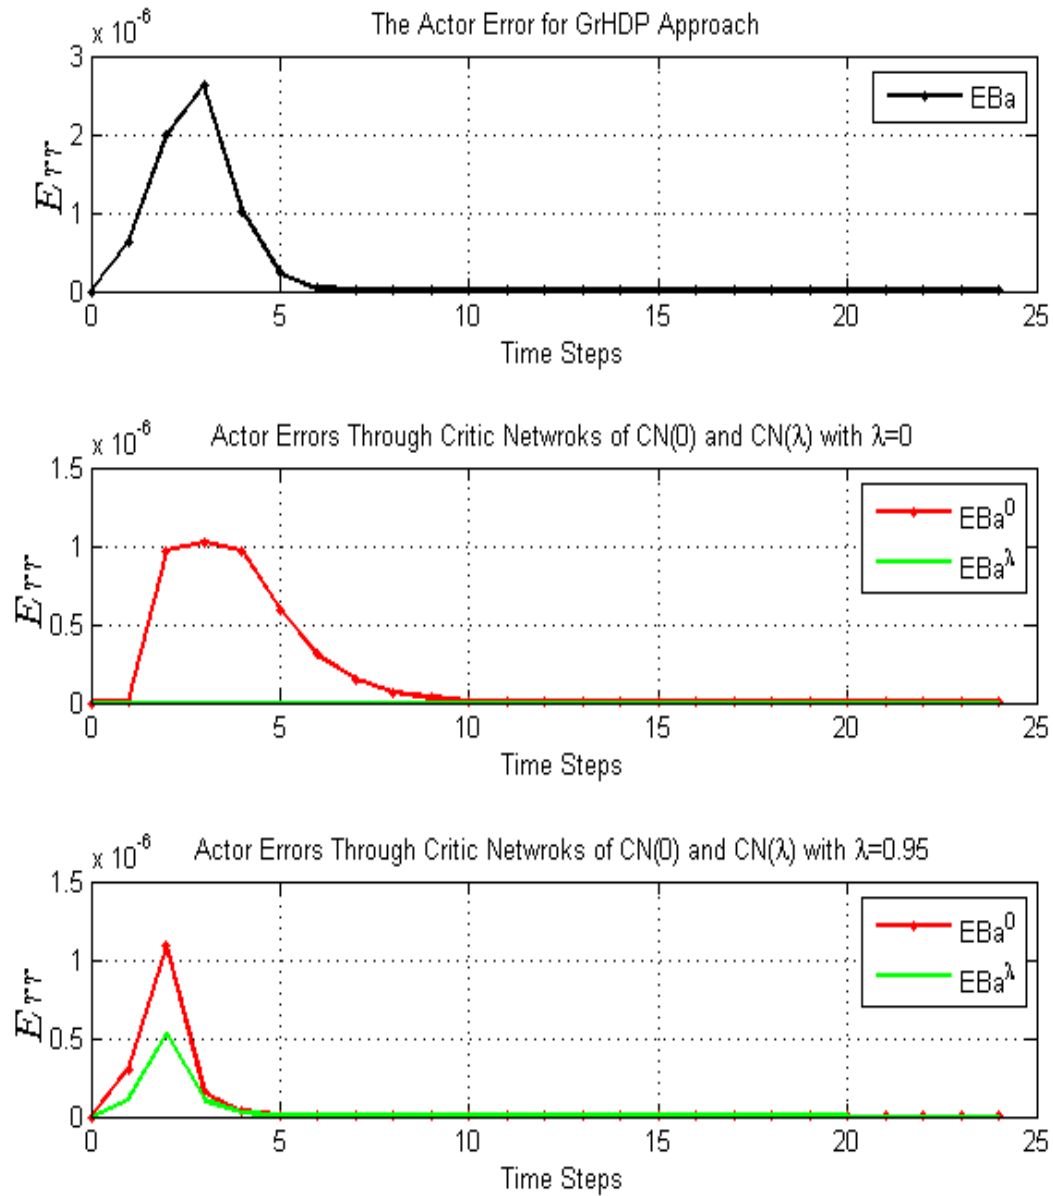 x 10^-6
The Actor Error for GrHDP Approach
3
2
1
0
Err
EBa
0 5 10 15 20 25
Time Steps
x 10^-6
Actor Errors Through Critic Netwroks of CN(0) and CN(λ) with λ=0
1.5
1
0.5
0
Err
EBa^0
EBa^λ
0 5 10 15 20 25
Time Steps
x 10^-6
Actor Errors Through Critic Netwroks of CN(0) and CN(λ) with λ=0.95
1.5
1
0.5
0
Err
EBa^0
EBa^λ
0 5 10 15 20 25
Time Steps